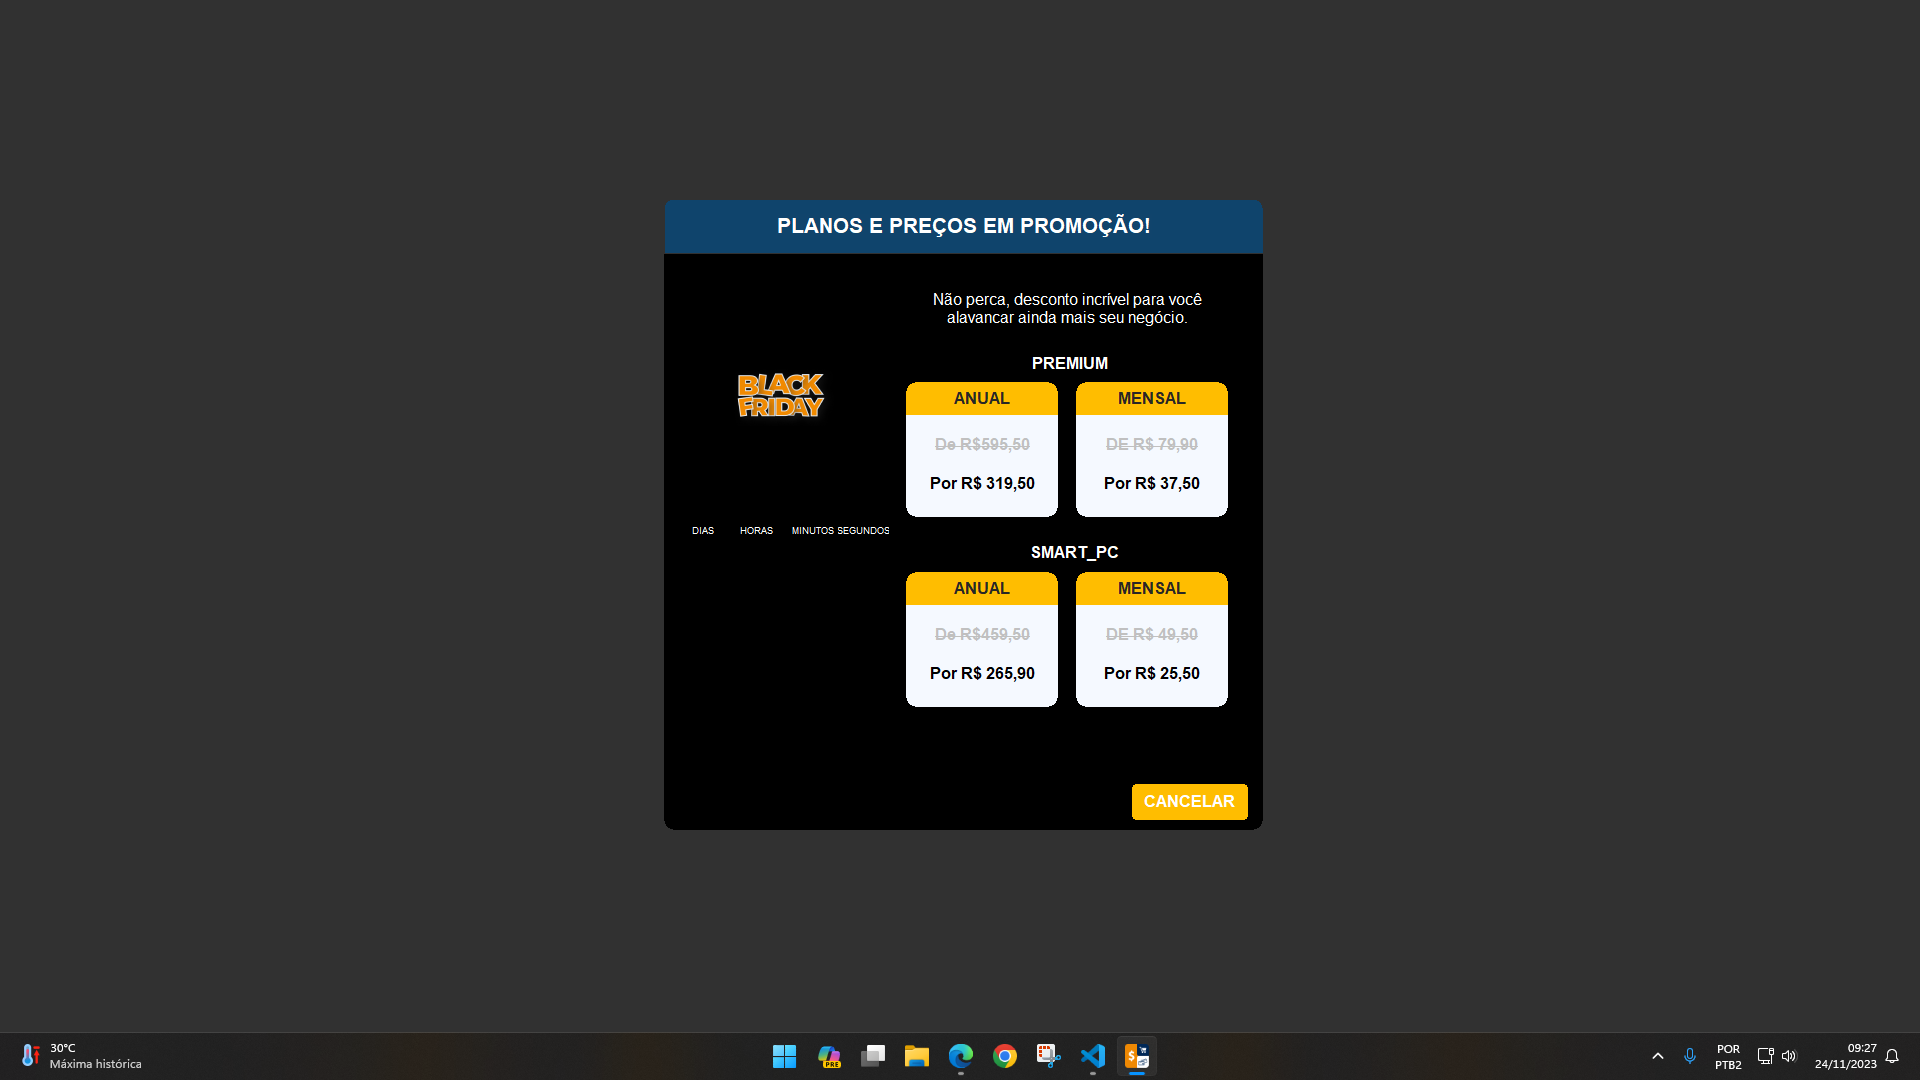 PLANOS E PREÇOS EM PROMOÇÃO!
Não perca, desconto incrível para você
alavancar ainda mais seu negócio.
BLACK
FRIDAY
PREMIUM
ANUAL
De R$595,50
Por R$ 319,50
MENSAL
DE R$ 79,90
Por R$ 37,50
DIAS HORAS MINUTOS SEGUNDOS
SMART_PC
ANUAL
De R$459,50
Por R$ 265,90
MENSAL
DE R$ 49,50
Por R$ 25,50
CANCELAR
30°C
Máxima histórica
PRE
POR
PTB2
09:27
24/11/2023